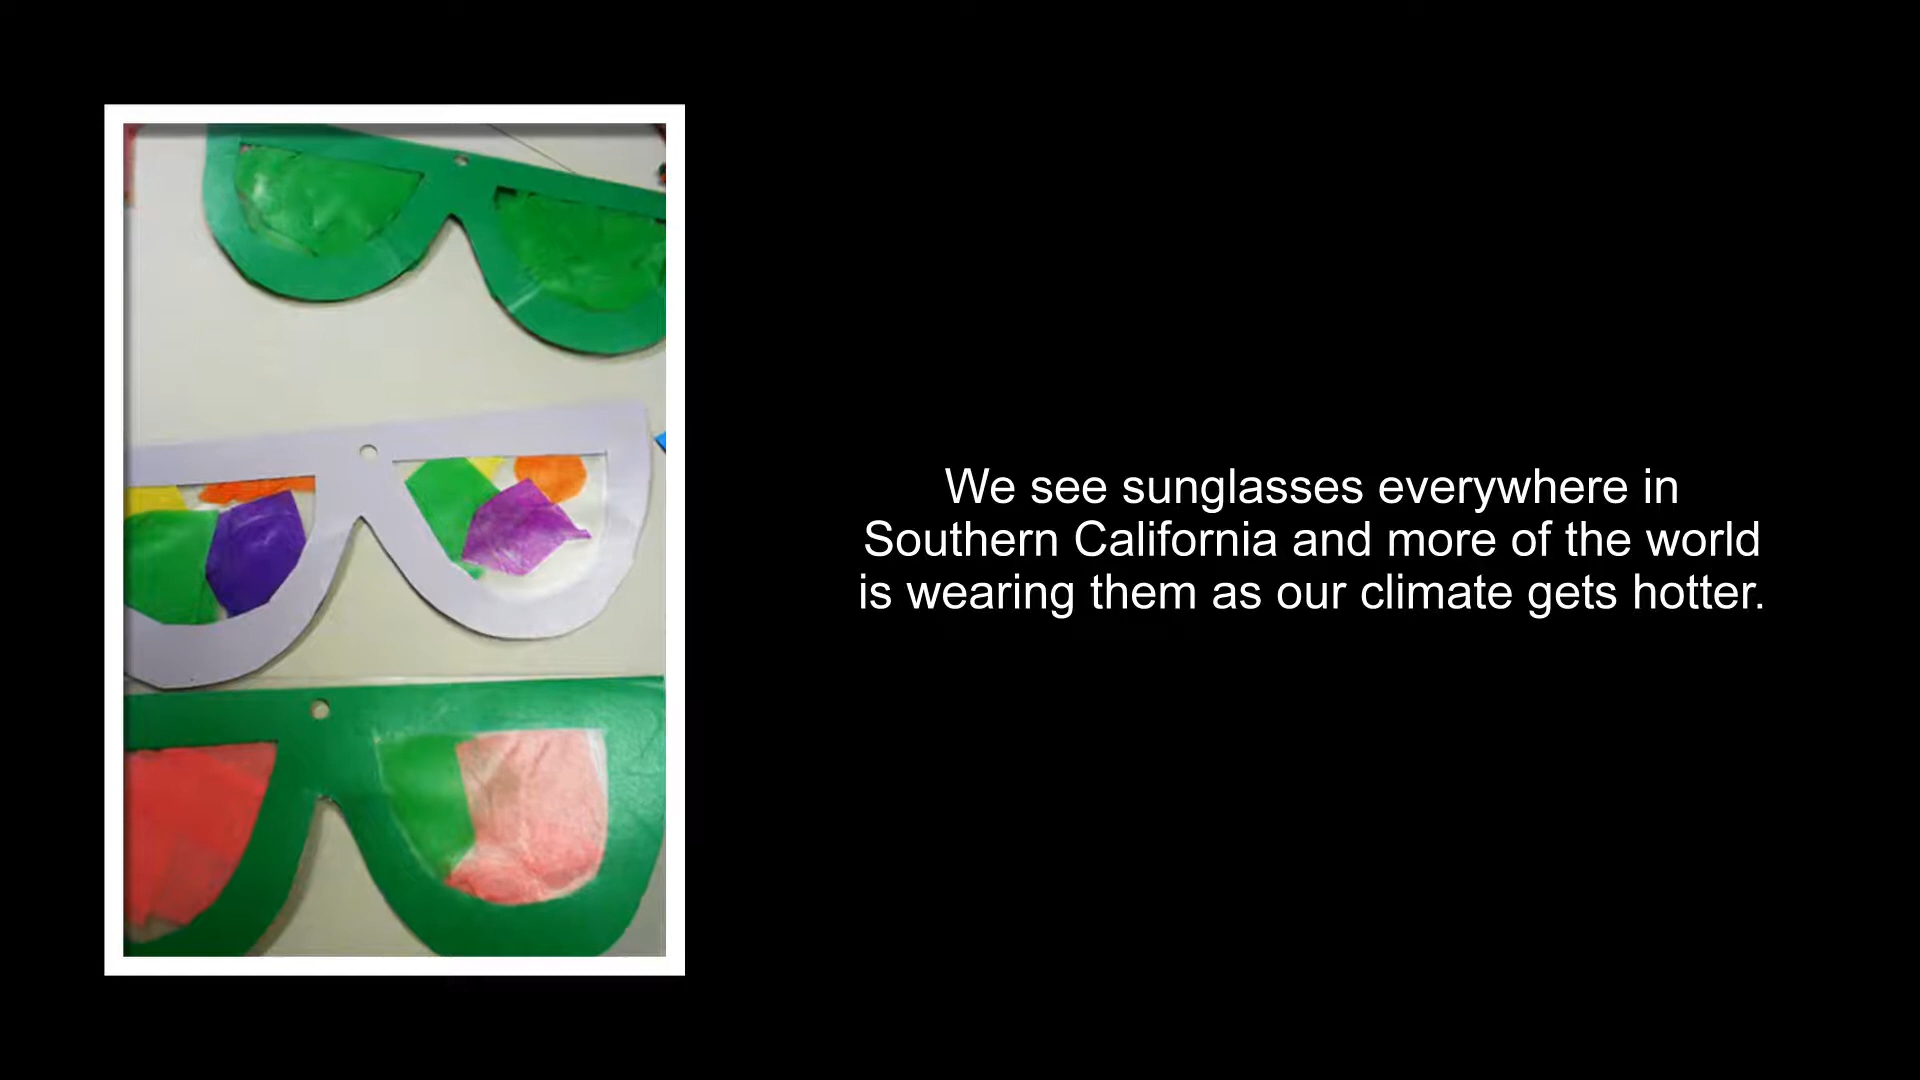 We see sunglasses everywhere in
Southern California and more of the world
is wearing them as our climate gets hotter.